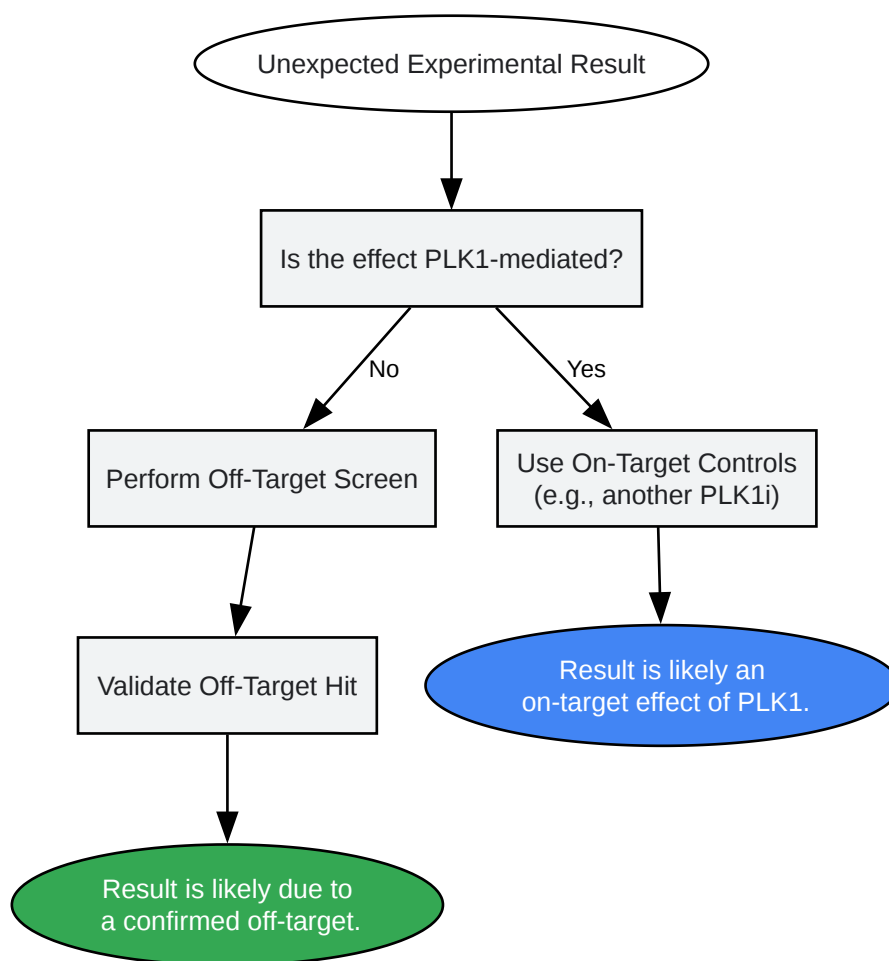 Unexpected Experimental Result
Is the effect PLK1-mediated?
No
Yes
Perform Off-Target Screen
Use On-Target Controls
(e.g., another PLK1i)
Validate Off-Target Hit
Result is likely an
on-target effect of PLK1.
Result is likely due to
a confirmed off-target.